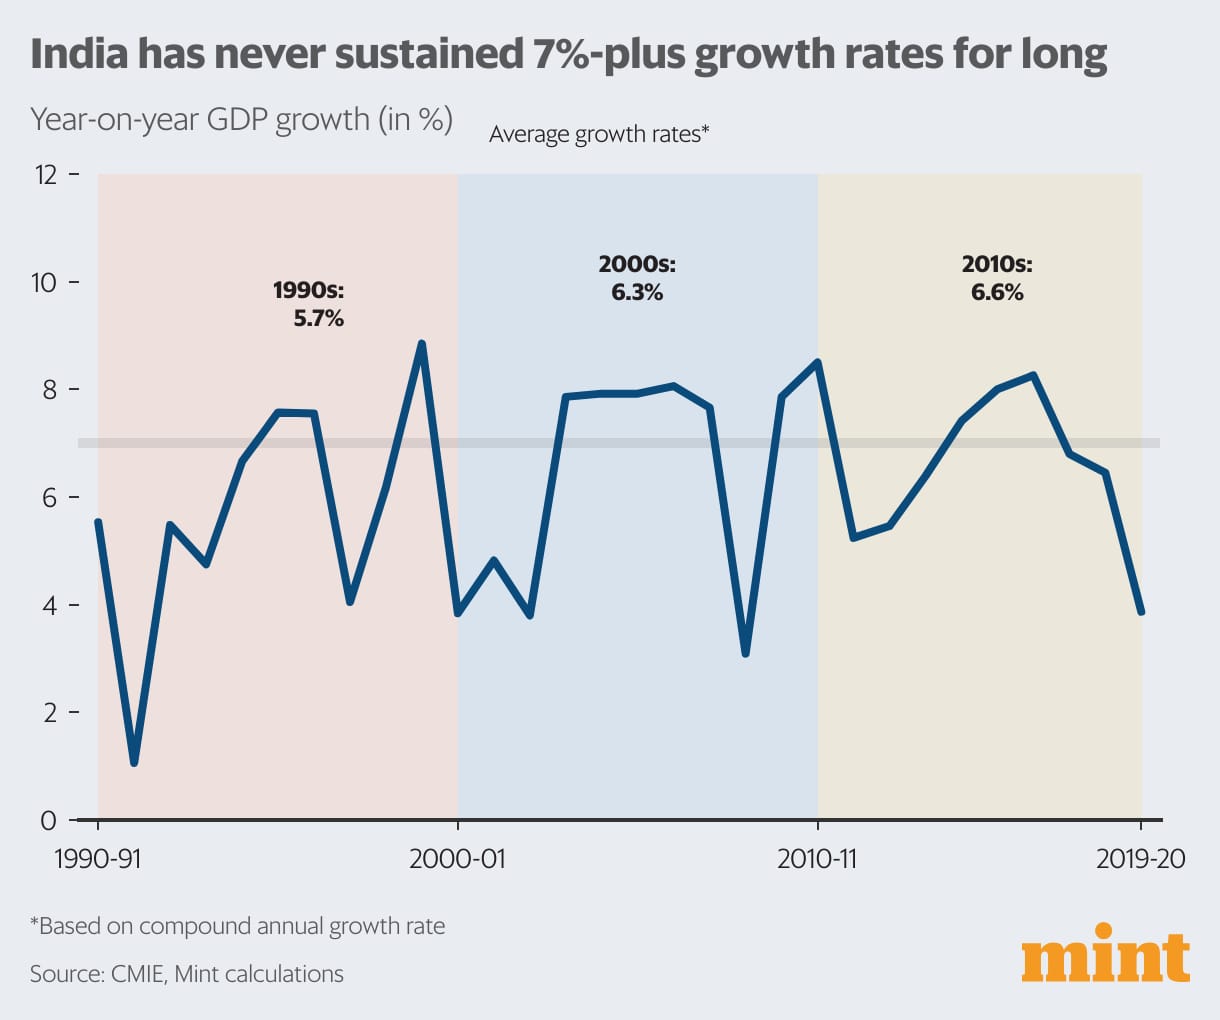 India has never sustained 7%-plus growth rates for long
Year-on-year GDP growth (in %)
Average growth rates*
12
10
8
6
4
2
0
1990s:
5.7%
2000s:
6.3%
2010s:
6.6%
1990-91
2000-01
2010-11
2019-20
*Based on compound annual growth rate
Source: CMIE, Mint calculations
mint